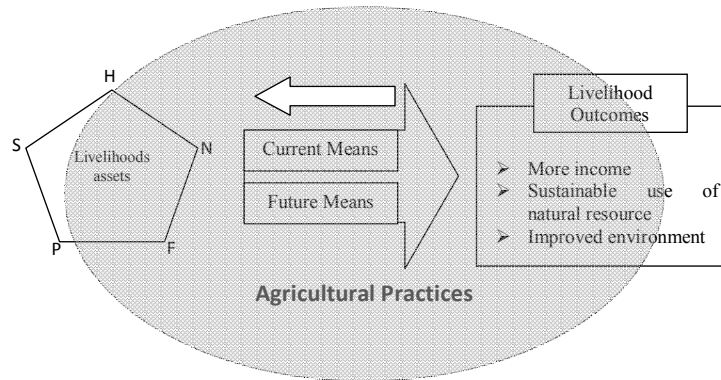 H
S
N
Livelihoods
assets
P
F
Current Means
Future Means
Livelihood
Outcomes
➢ More income
➢ Sustainable use of
natural resource
➢ Improved environment
Agricultural Practices